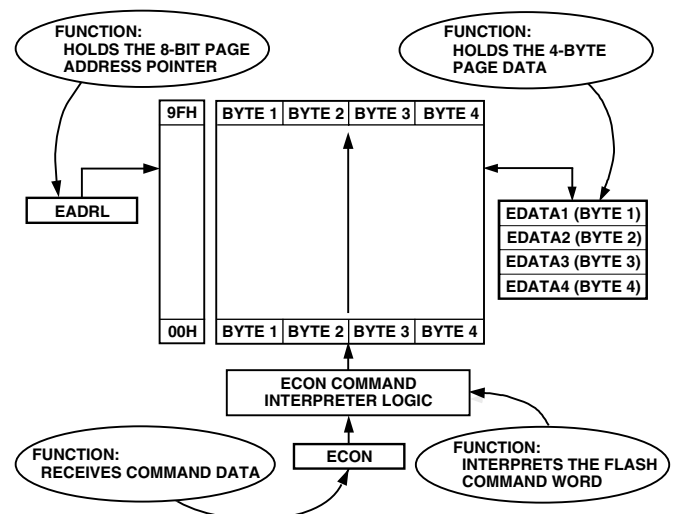 FUNCTION:
HOLDS THE 8-BIT PAGE
ADDRESS POINTER
FUNCTION:
HOLDS THE 4-BYTE
PAGE DATA
9FH
BYTE 1 BYTE 2 BYTE 3 BYTE 4
EADRL
EDATA1 (BYTE 1)
EDATA2 (BYTE 2)
EDATA3 (BYTE 3)
EDATA4 (BYTE 4)
00H
BYTE 1 BYTE 2 BYTE 3 BYTE 4
ECON COMMAND
INTERPRETER LOGIC
FUNCTION:
RECEIVES COMMAND DATA
ECON
FUNCTION:
INTERPRETS THE FLASH
COMMAND WORD